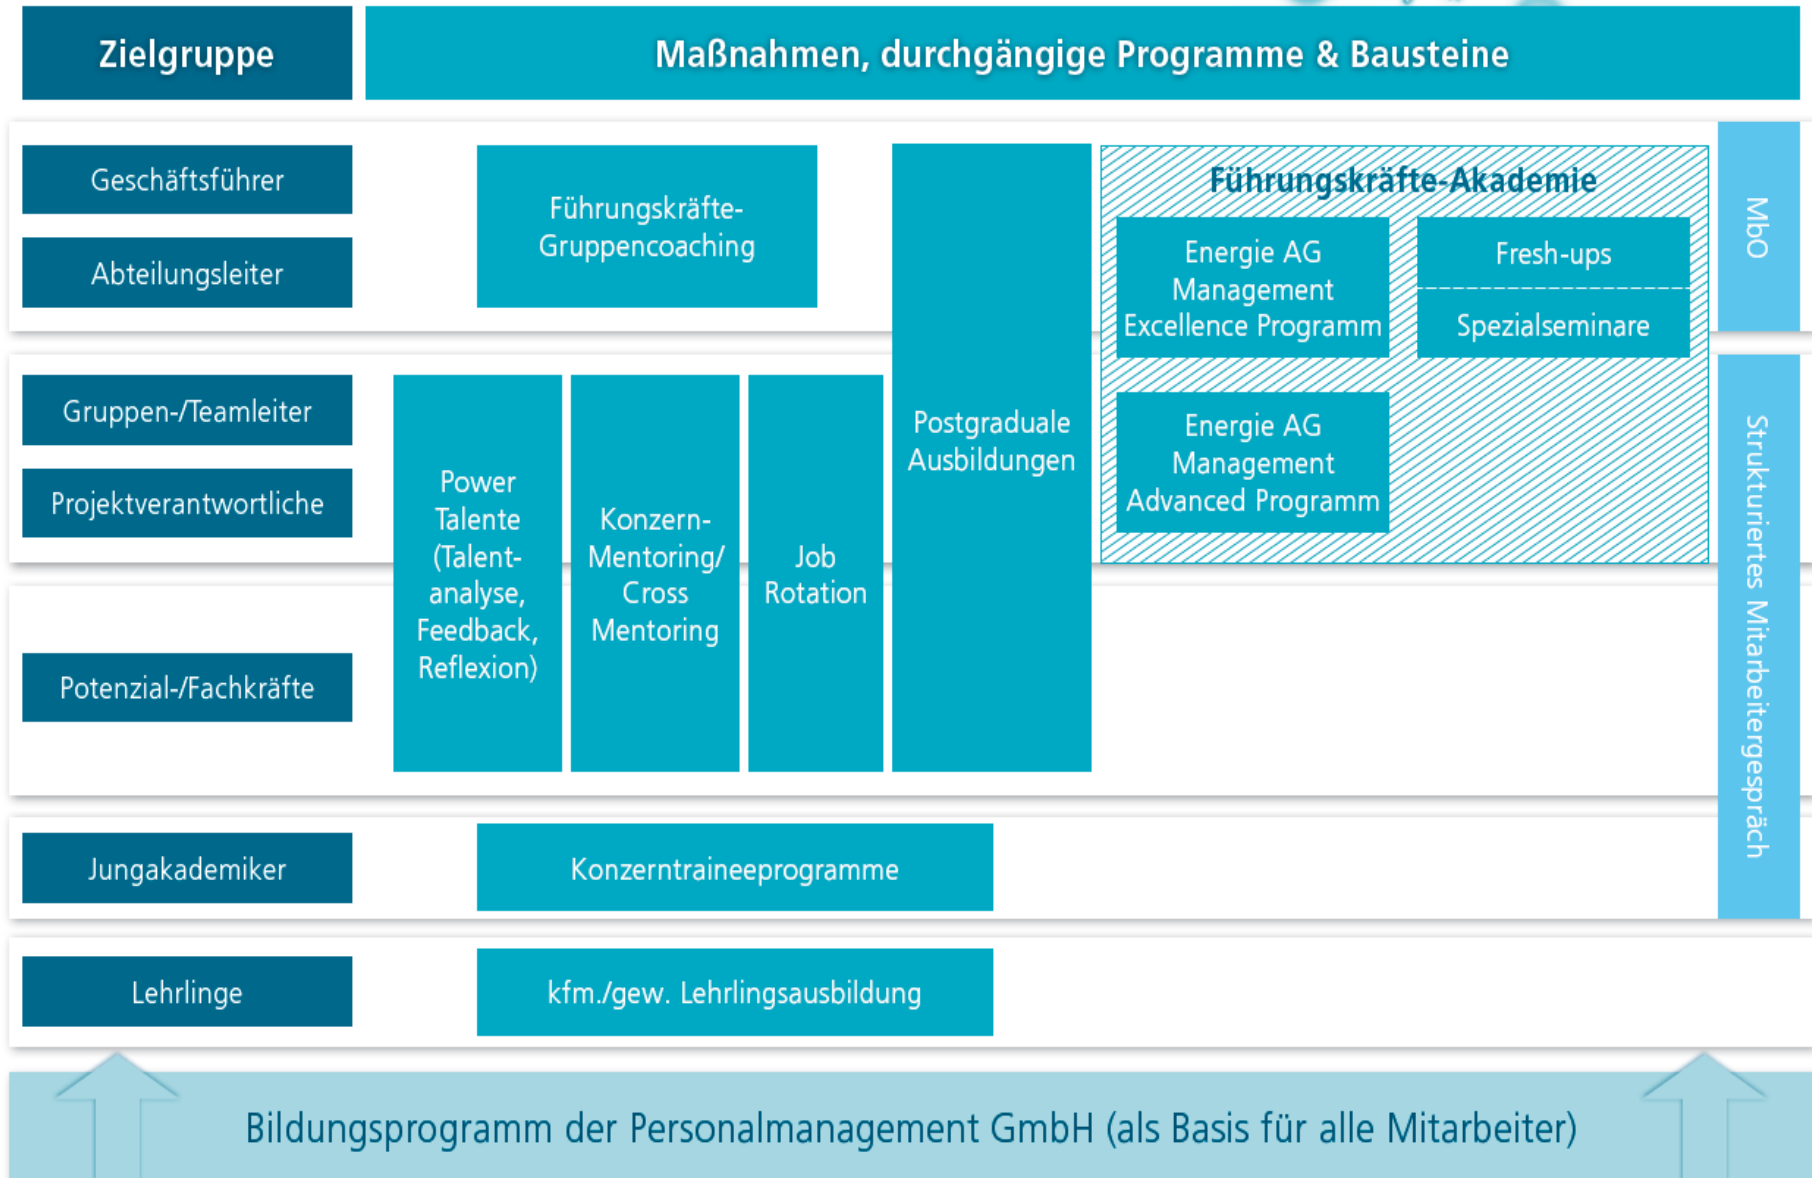 Zielgruppe
Maßnahmen, durchgängige Programme & Bausteine
Geschäftsführer
Abteilungsleiter
Führungskräfte-
Gruppencoaching
Führungskräfte-Akademie
Energie AG
Management
Excellence Programm
Fresh-ups
Spezialseminare
MbO
Gruppen-/Teamleiter
Projektverantwortliche
Power
Talente
(Talent-
analyse,
Feedback,
Reflexion)
Konzern-
Mentoring/
Cross
Mentoring
Job
Rotation
Postgraduale
Ausbildungen
Energie AG
Management
Advanced Programm
Strukturiertes Mitarbeitergespräch
Potenzial-/Fachkräfte
Jungakademiker
Konzerntraineeprogramme
Lehrlinge
kfm./gew. Lehrlingsausbildung
Bildungsprogramm der Personalmanagement GmbH (als Basis für alle Mitarbeiter)